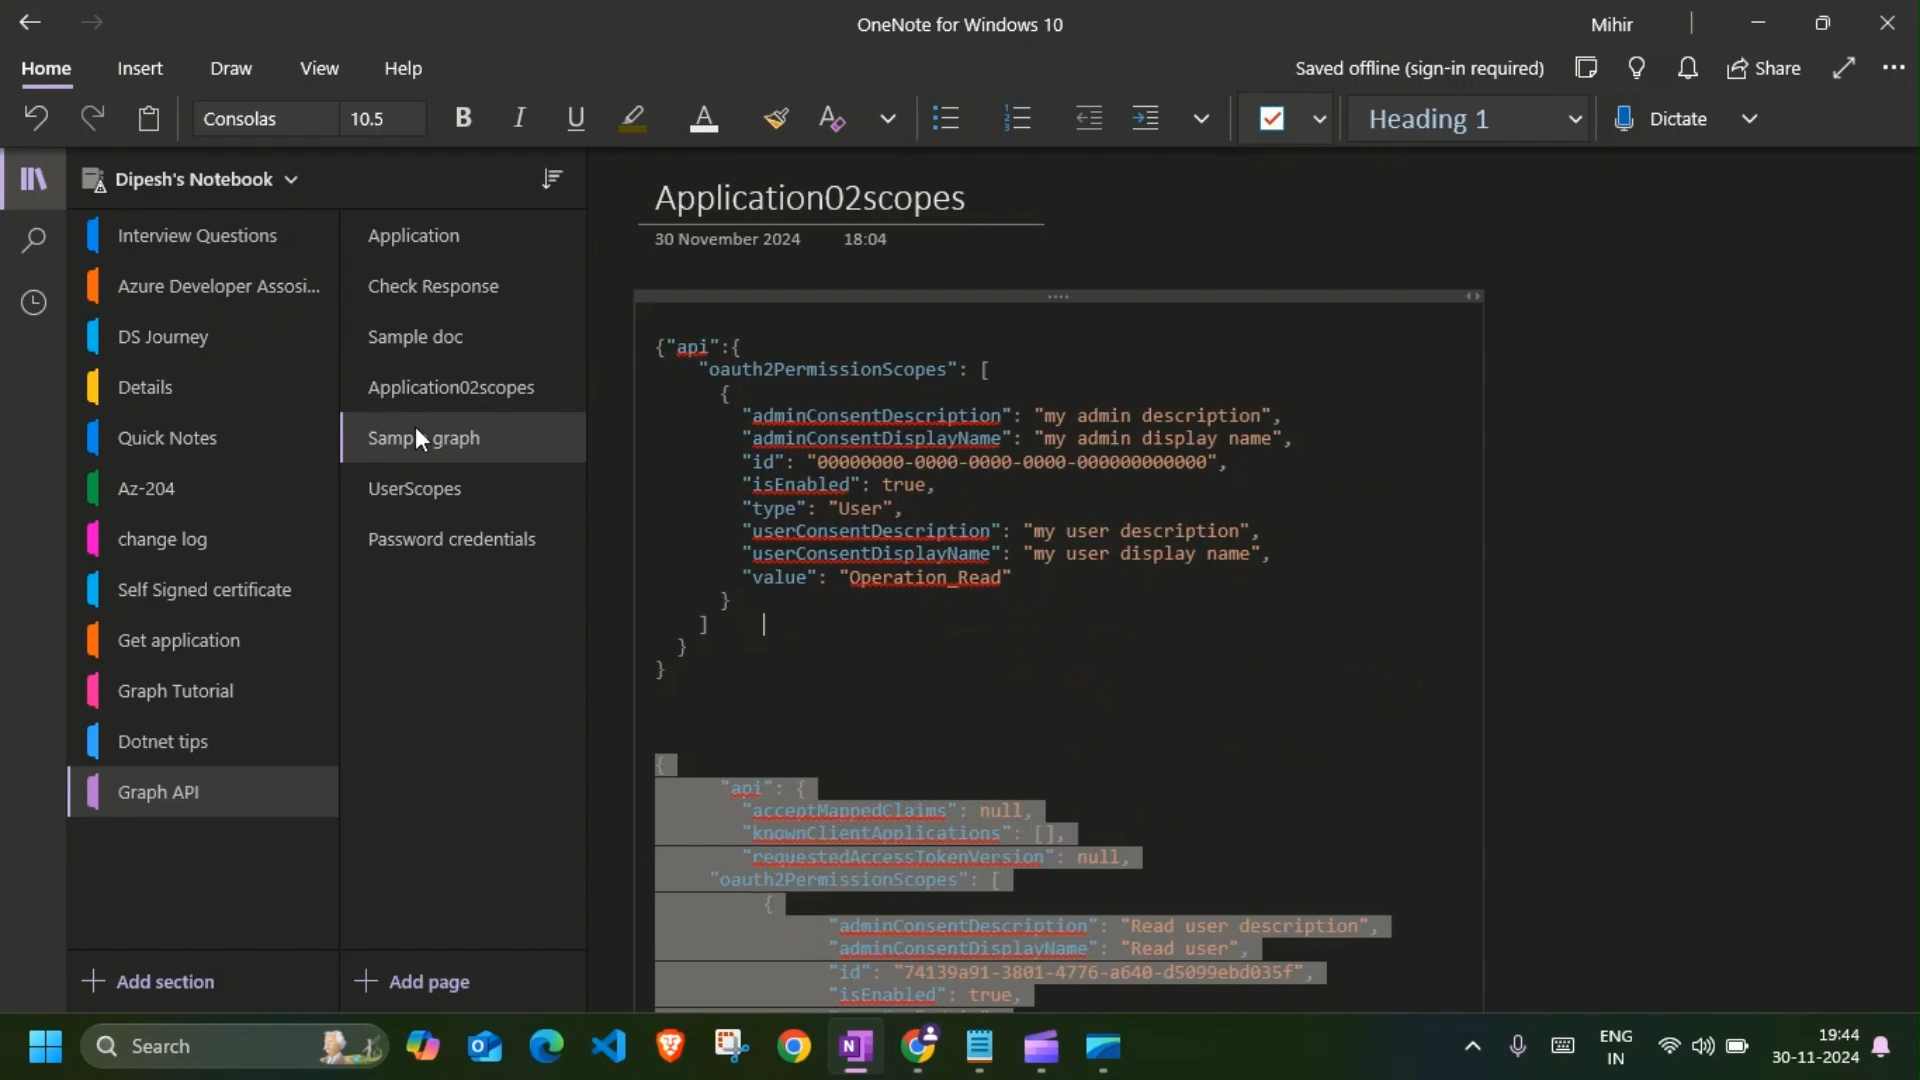 OneNote for Windows 10
Mihir
Home
Insert
Draw
View
Help
Saved offline (sign-in required)
Share
Consolas
10.5
B
I
U
A
A
Heading 1
Dictate
Dipesh's Notebook
Interview Questions
Azure Developer Assosi...
DS Journey
Details
Quick Notes
Az-204
change log
Self Signed certificate
Get application
Graph Tutorial
Dotnet tips
Graph API
Add section
Application
Check Response
Sample doc
Application02scopes
Sample graph
UserScopes
Password credentials
Add page
Application02scopes
30 November 2024 18:04
{"api":{
"oauth2PermissionScopes": [
{
"adminConsentDescription": "my admin description",
"adminConsentDisplayName": "my admin display name",
"id": "00000000-0000-0000-0000-000000000000",
"isEnabled": true,
"type": "User",
"userConsentDescription": "my user description",
"userConsentDisplayName": "my user display name",
"value": "Operation_Read"
}
]
}
}
{
"api": {
"acceptMappedClaims": null,
"knownClientApplications": [],
"requestedAccessTokenVersion": null,
"oauth2PermissionScopes": [
{
"adminConsentDescription": "Read user description",
"adminConsentDisplayName": "Read user",
"id": "74139a91-3801-4776-a640-d5099ebd035f",
"isEnabled": true,
Search
ENG
IN
19:44
30-11-2024